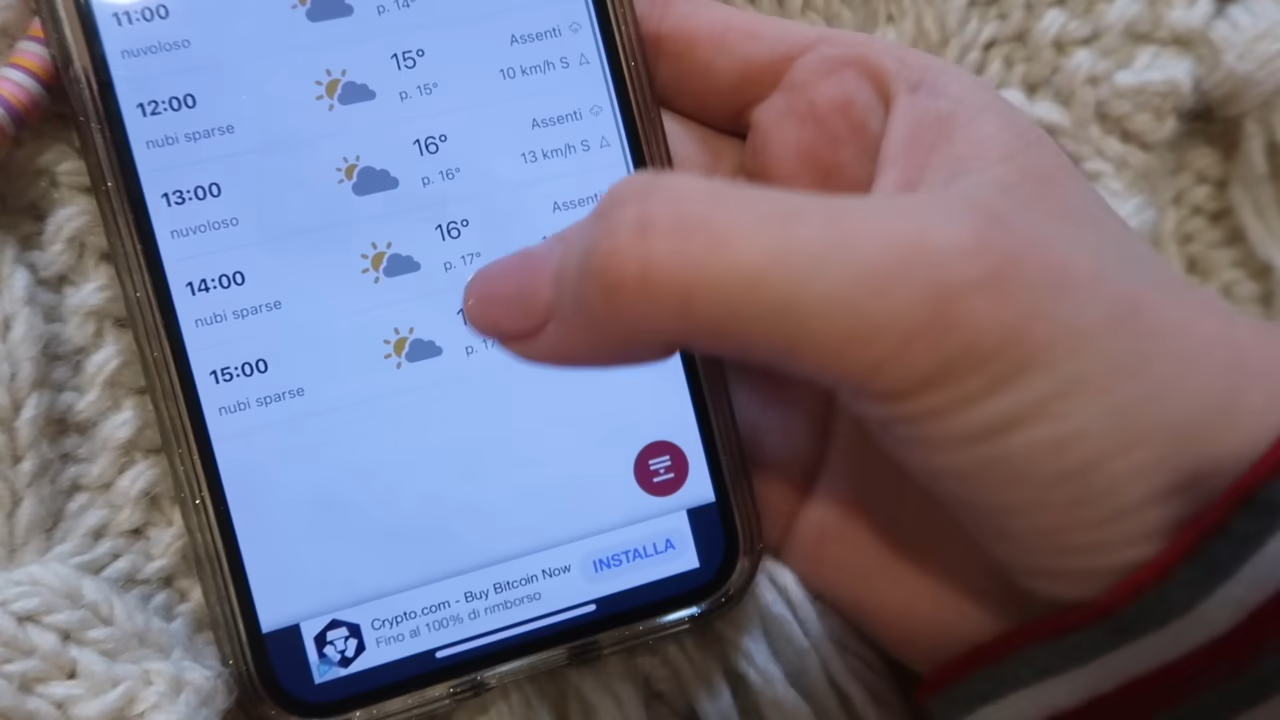 11:00
nuvoloso
p. 14°
12:00
nubi sparse
15°
p. 15°
Assenti
10 km/h S
13:00
nuvoloso
16°
p. 16°
Assenti
13 km/h S
14:00
nubi sparse
16°
p. 17°
Assenti
15:00
nubi sparse
p. 17
Crypto.com - Buy Bitcoin Now
Fino al 100% di rimborso
INSTALLA